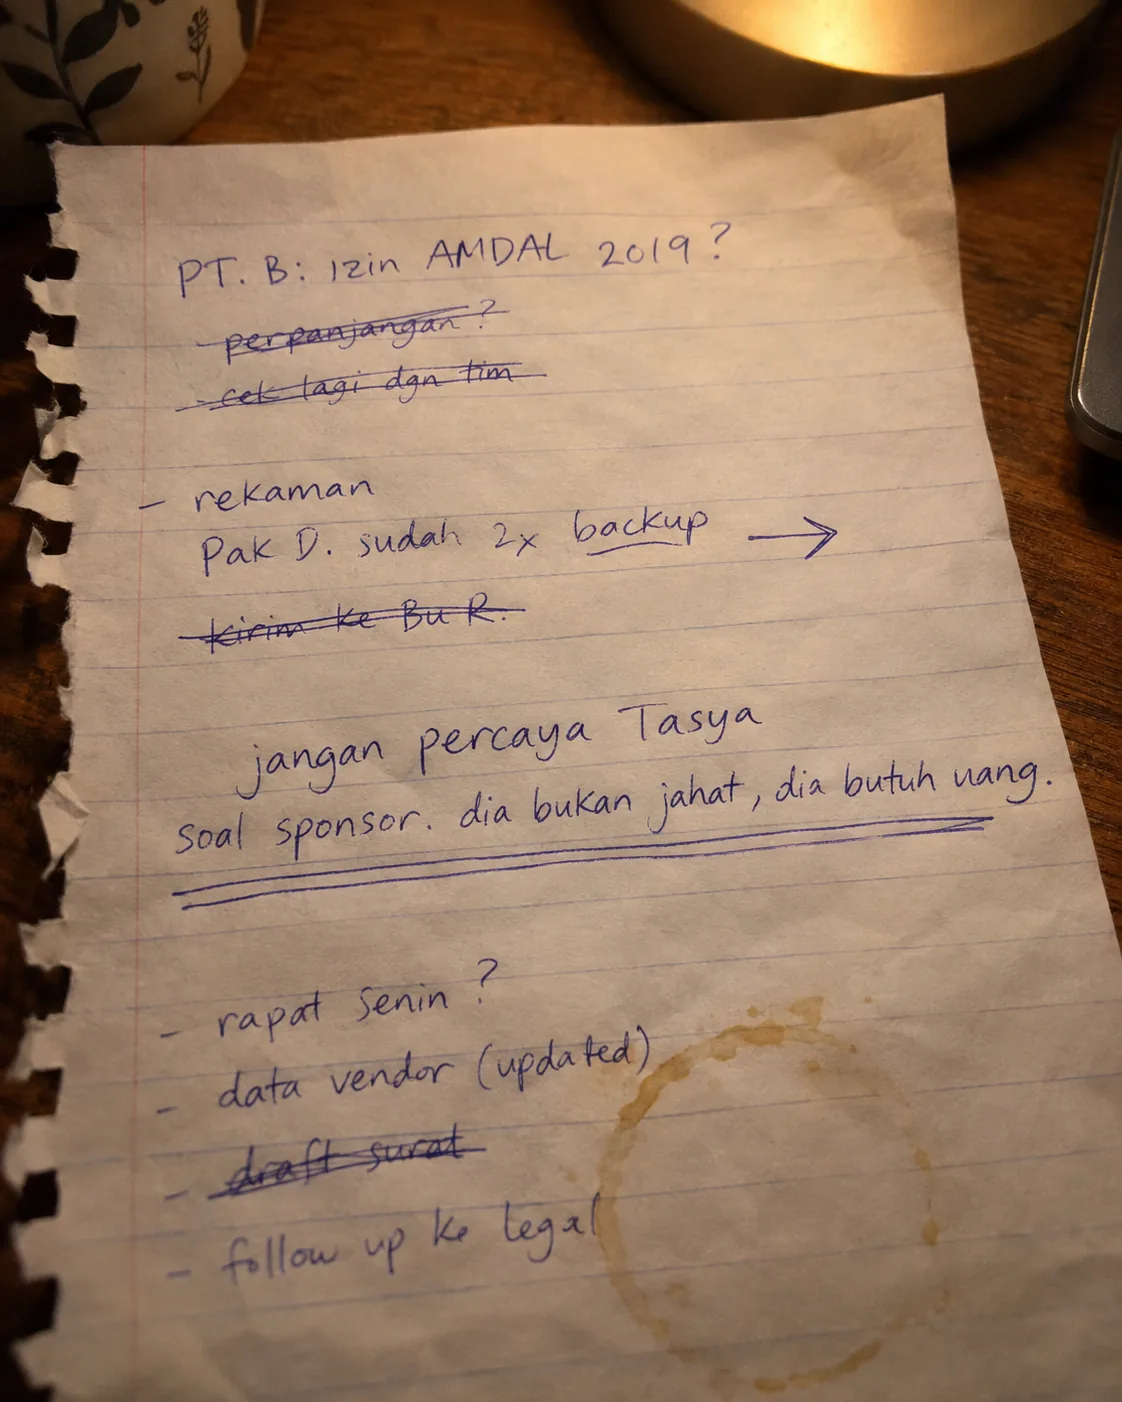 PT. B: izin AMDAL 2019?
- perpanjangan?
- cek lagi dgn tim
- rekaman
Pak D. sudah 2x backup →
kirim ke Bu R.
jangan percaya Tasya
soal sponsor. dia bukan jahat, dia butuh uang.
- rapat Senin?
- data vendor (updated)
- draft surat
- follow up ke legal